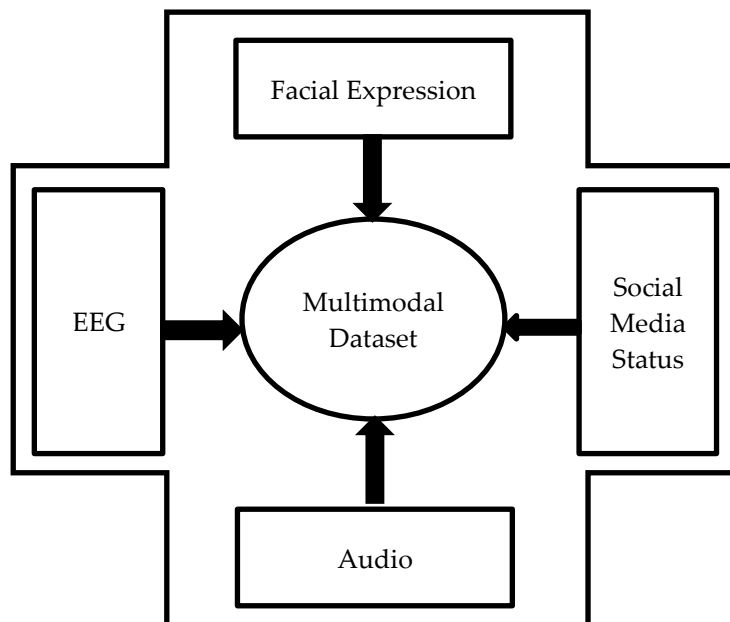 Facial Expression
EEG
Multimodal
Dataset
Social
Media
Status
Audio